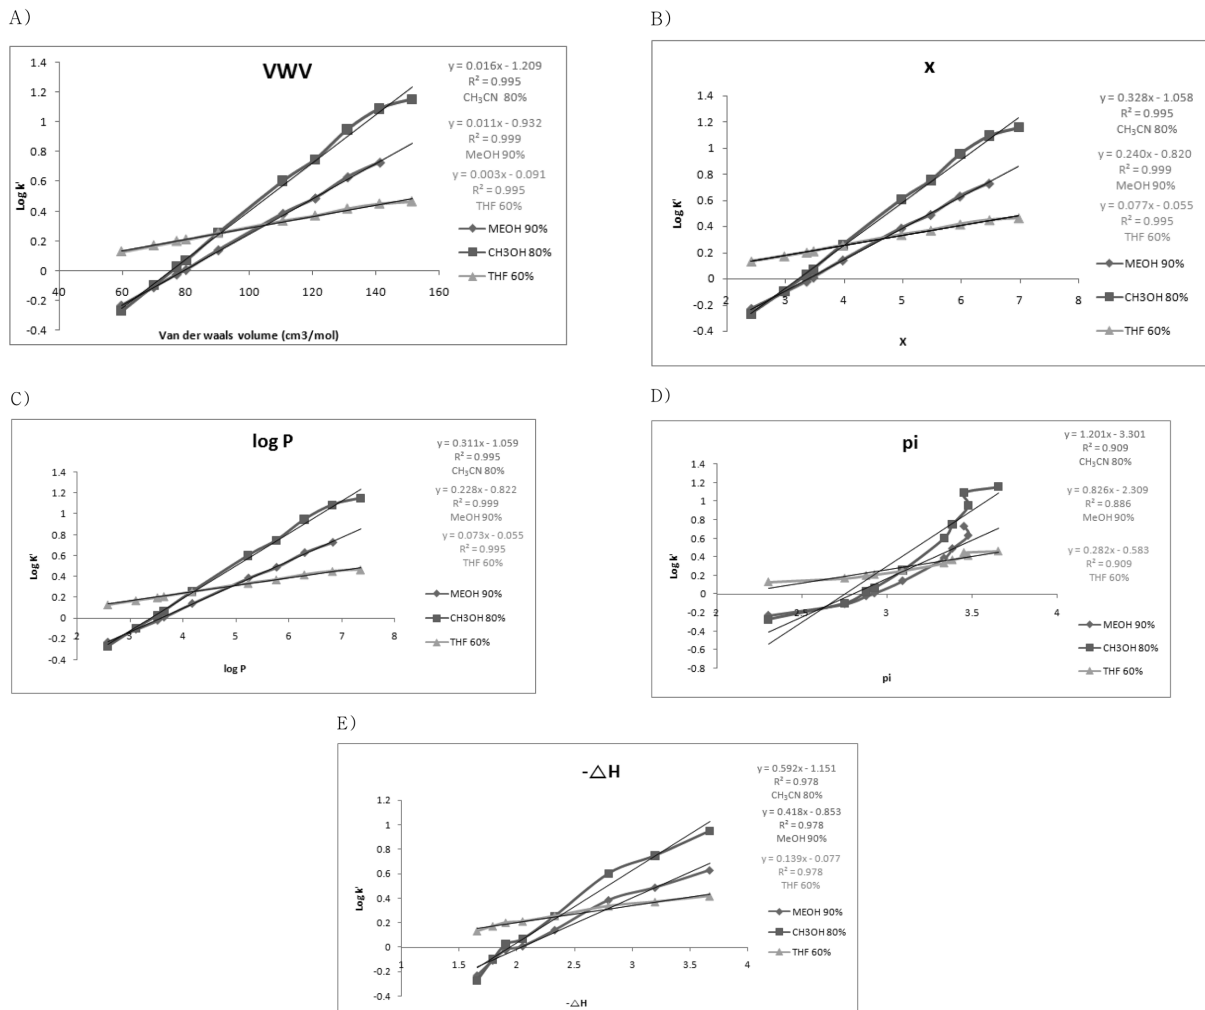 A)
VWV
y = 0.016x - 1.209
R² = 0.995
CH₃CN 80%
y = 0.011x - 0.932
R² = 0.999
MeOH 90%
y = 0.003x - 0.091
R² = 0.995
THF 60%
MEOH 90%
CH3OH 80%
THF 60%
Log k'
1.4
1.2
1
0.8
0.6
0.4
0.2
0
-0.2
-0.4
40 60 80 100 120 140 160
Van der waals volume (cm3/mol)
B)
x
y = 0.328x - 1.058
R² = 0.995
CH₃CN 80%
y = 0.240x - 0.820
R² = 0.999
MeOH 90%
y = 0.077x - 0.055
R² = 0.995
THF 60%
MEOH 90%
CH3OH 80%
THF 60%
Log K'
1.4
1.2
1
0.8
0.6
0.4
0.2
0
-0.2
-0.4
2 3 4 5 6 7 8
x
C)
log P
y = 0.311x - 1.059
R² = 0.995
CH₃CN 80%
y = 0.228x - 0.822
R² = 0.999
MeOH 90%
y = 0.073x - 0.055
R² = 0.995
THF 60%
MEOH 90%
CH3OH 80%
THF 60%
Log K'
1.4
1.2
1
0.8
0.6
0.4
0.2
0
-0.2
-0.4
2 3 4 5 6 7 8
log P
D)
pi
y = 1.201x - 3.301
R² = 0.909
CH₃CN 80%
y = 0.826x - 2.309
R² = 0.886
MeOH 90%
y = 0.282x - 0.583
R² = 0.909
THF 60%
MEOH 90%
CH3OH 80%
THF 60%
Log K'
1.4
1.2
1
0.8
0.6
0.4
0.2
0
-0.2
-0.4
-0.6
-0.8
2 2.5 3 3.5 4
pi
E)
-△H
y = 0.592x - 1.151
R² = 0.978
CH₃CN 80%
y = 0.418x - 0.853
R² = 0.978
MeOH 90%
y = 0.139x - 0.077
R² = 0.978
THF 60%
MEOH 90%
CH3OH 80%
THF 60%
Log K'
1.2
1
0.8
0.6
0.4
0.2
0
-0.2
-0.4
1 1.5 2 2.5 3 3.5 4
-△H